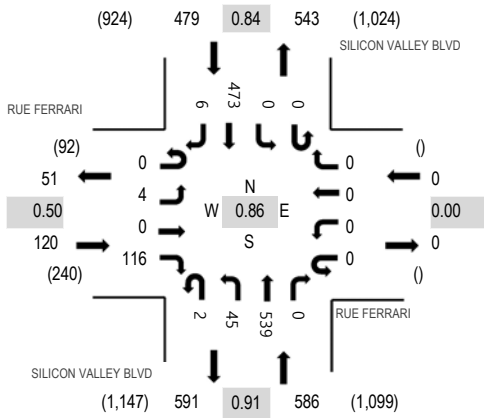 (924) 479 0.84 543 (1,024)
SILICON VALLEY BLVD
6 473 0 0
RUE FERRARI
(92)
0 0 ()
51 0 0
4 N
0.50 W 0.86 E 0.00
0 S 0
120 0
116 0
(240) ()
2 45 539 0
RUE FERRARI
SILICON VALLEY BLVD
(1,147) 591 0.91 586 (1,099)